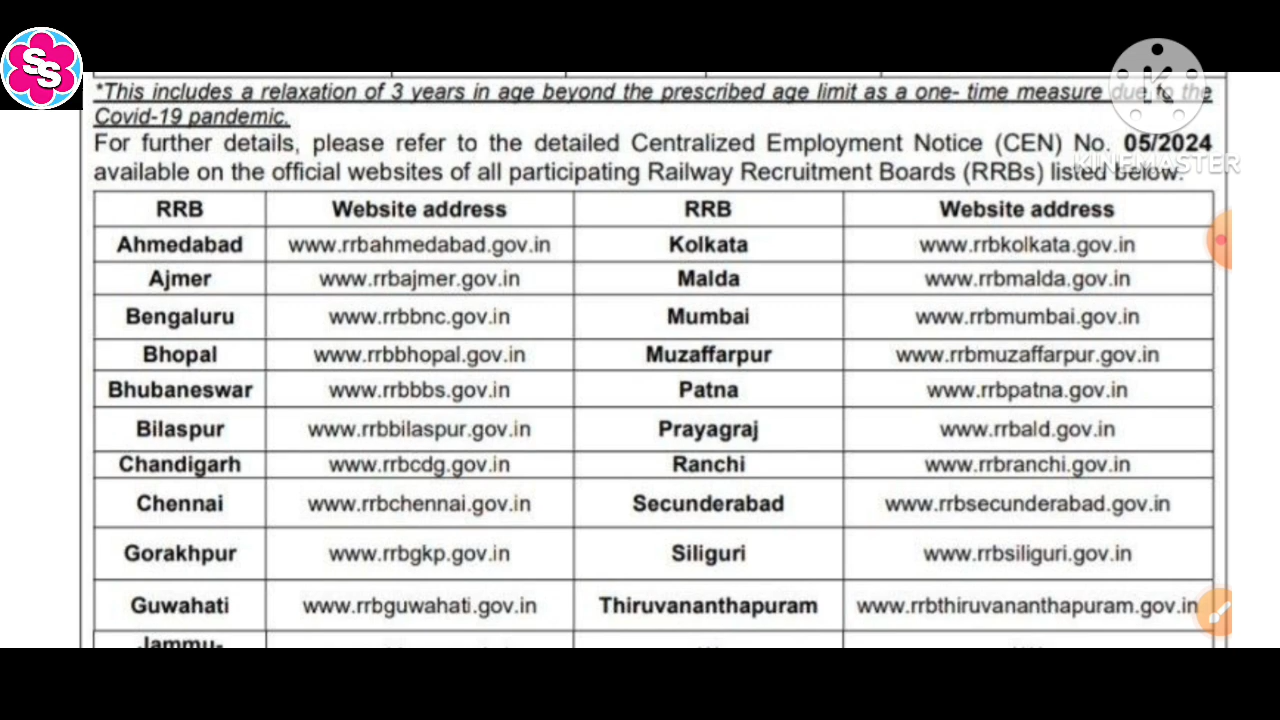 SS
*This includes a relaxation of 3 years in age beyond the prescribed age limit as a one- time measure due to the
Covid-19 pandemic.
For further details, please refer to the detailed Centralized Employment Notice (CEN) No. 05/2024
available on the official websites of all participating Railway Recruitment Boards (RRBs) listed below.
K
KINEMASTER
RRB Website address RRB Website address
Ahmedabad www.rrbahmedabad.gov.in Kolkata www.rrbkolkata.gov.in
Ajmer www.rrbajmer.gov.in Malda www.rrbmalda.gov.in
Bengaluru www.rrbbnc.gov.in Mumbai www.rrbmumbai.gov.in
Bhopal www.rrbbhopal.gov.in Muzaffarpur www.rrbmuzaffarpur.gov.in
Bhubaneswar www.rrbbbs.gov.in Patna www.rrbpatna.gov.in
Bilaspur www.rrbbilaspur.gov.in Prayagraj www.rrbald.gov.in
Chandigarh www.rrbcdg.gov.in Ranchi www.rrbranchi.gov.in
Chennai www.rrbchennai.gov.in Secunderabad www.rrbsecunderabad.gov.in
Gorakhpur www.rrbgkp.gov.in Siliguri www.rrbsiliguri.gov.in
Guwahati www.rrbguwahati.gov.in Thiruvananthapuram www.rrbthiruvananthapuram.gov.in
Jammu-